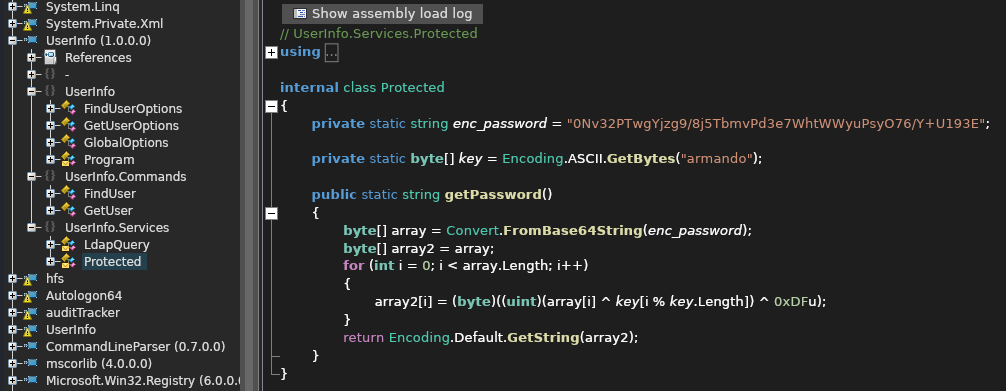 System.Linq
System.Private.Xml
UserInfo (1.0.0.0)
References
-
UserInfo
FindUserOptions
GetUserOptions
GlobalOptions
Program
UserInfo.Commands
FindUser
GetUser
UserInfo.Services
LdapQuery
Protected
hfs
Autologon64
auditTracker
UserInfo
CommandLineParser (0.7.0.0)
mscorlib (4.0.0.0)
Microsoft.Win32.Registry (6.0.0.
Show assembly load log
// UserInfo.Services.Protected
using ...
internal class Protected
{
private static string enc_password = "0Nv32PTwgYjzg9/8j5TbmvPd3e7WhtWWyuPsyO76/Y+U193E";
private static byte[] key = Encoding.ASCII.GetBytes("armando");
public static string getPassword()
{
byte[] array = Convert.FromBase64String(enc_password);
byte[] array2 = array;
for (int i = 0; i < array.Length; i++)
{
array2[i] = (byte)((uint)(array[i] ^ key[i % key.Length]) ^ 0xDFu);
}
return Encoding.Default.GetString(array2);
}
}